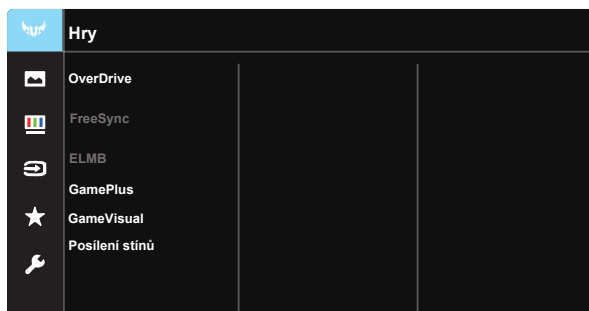 Hry
OverDrive
FreeSync
ELMB
GamePlus
GameVisual
Posílení stínů